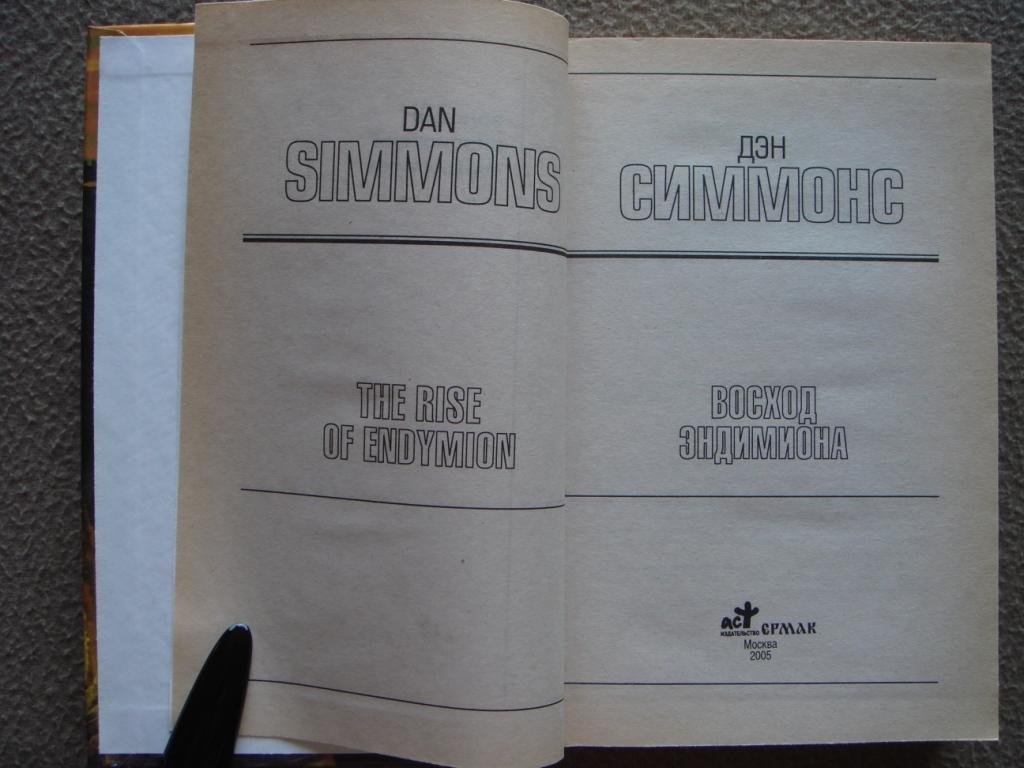 DAN
SIMMONS
THE RISE
OF ENDYMION
ДЭН
СИММОНС
ВОСХОД
ЭНДИМИОНА
аст
ИЗДАТЕЛЬСТВО ЕРМАК
Москва
2005